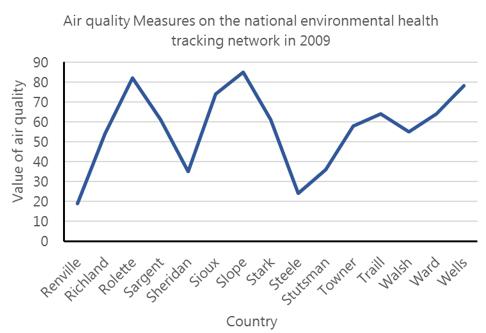 Air quality Measures on the national environmental health
tracking network in 2009
Value of air quality
90
80
70
60
50
40
30
20
10
0
Renville
Richland
Rolette
Sargent
Sheridan
Sioux
Slope
Stark
Steele
Stutsman
Towner
Traill
Walsh
Ward
Wells
Country